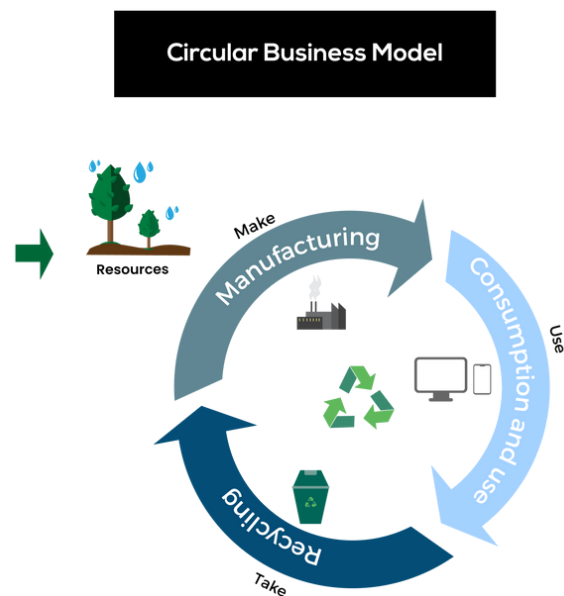 Circular Business Model
Resources
Make
Manufacturing
Consumption and use
Use
Recycling
Take